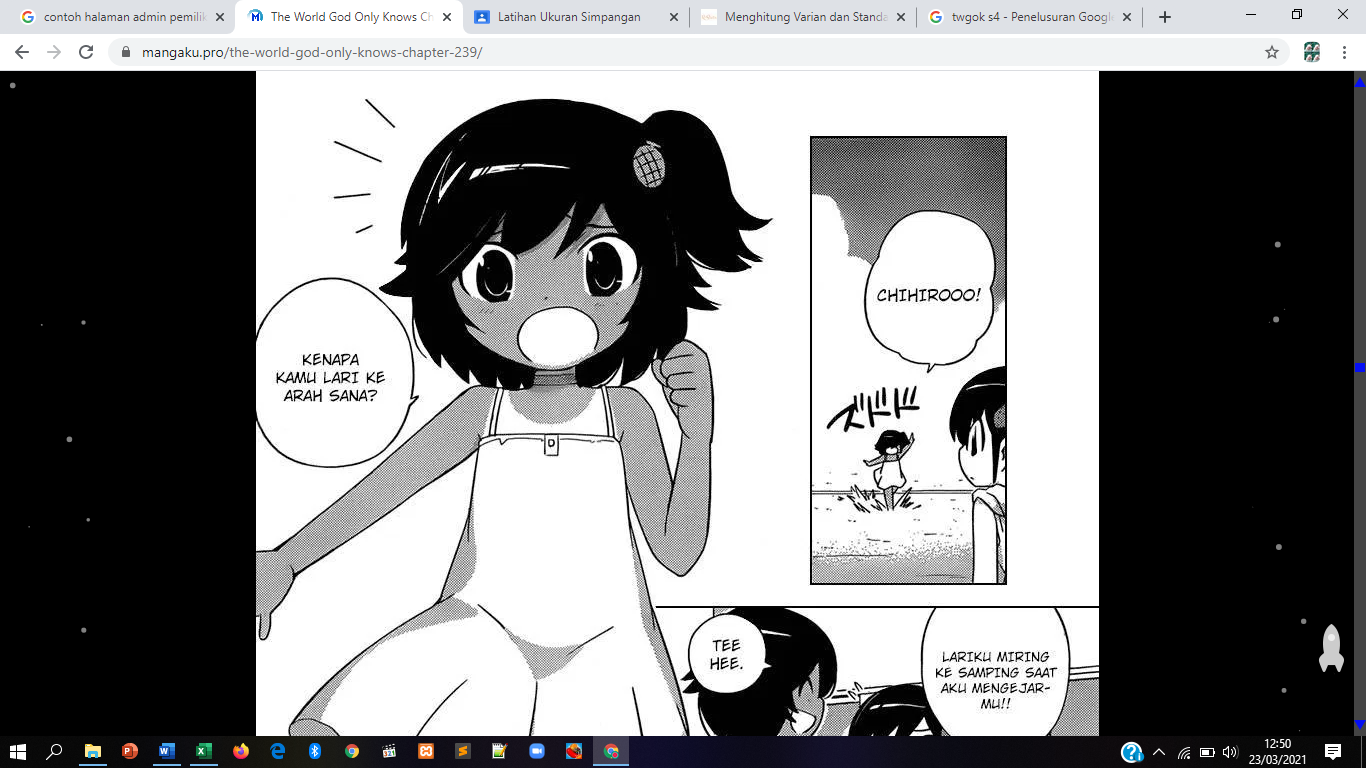 contoh halaman admin pemilik
The World God Only Knows Ch
Latihan Ukuran Simpangan
Menghitung Varian dan Standa
twgok s4 - Penelusuran Google
mangaku.pro/the-world-god-only-knows-chapter-239/
CHIHIROOO!
ズドドド
KENAPA
KAMU LARI KE
ARAH SANA?
D
LARIKU MIRING
KE SAMPING SAAT
AKU MENGEJAR-
MU!!
TEE
HEE.
12:50
23/03/2021